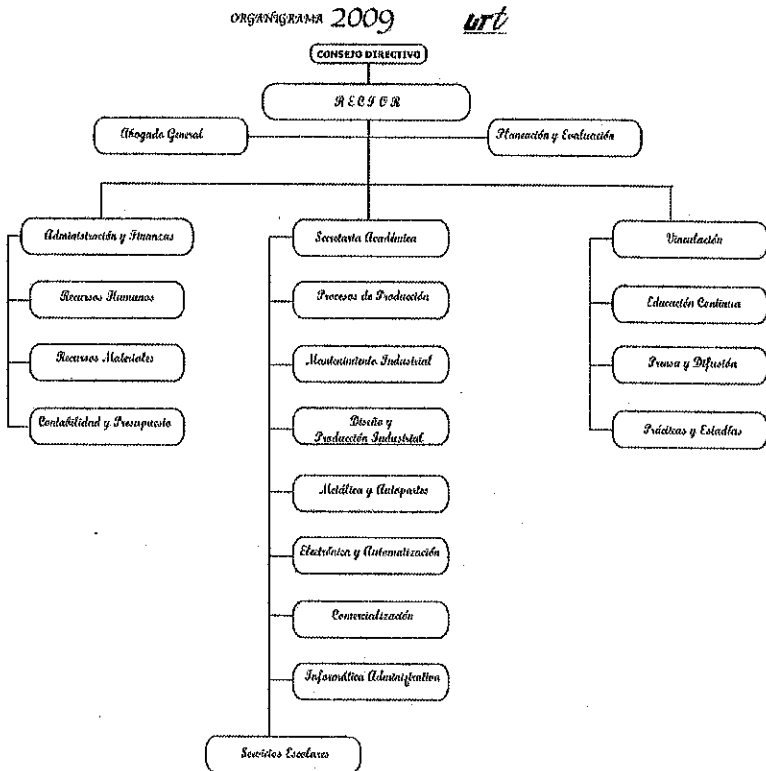 ORGANIGRAMA 2009
utt
CONSEJO DIRECTIVO
RECTOR
Abogado General
Planeación y Evaluación
Administración y Finanzas
Recursos Humanos
Recursos Materiales
Contabilidad y Presupuesto
Secretaría Académica
Procesos de Producción
Mantenimiento Industrial
Diseño y
Producción Industrial
Metálica y Autopartes
Electrónica y Automatización
Comercialización
Informática Administrativa
Servicios Escolares
Vinculación
Educación Continua
Prensa y Difusión
Prácticas y Estadías